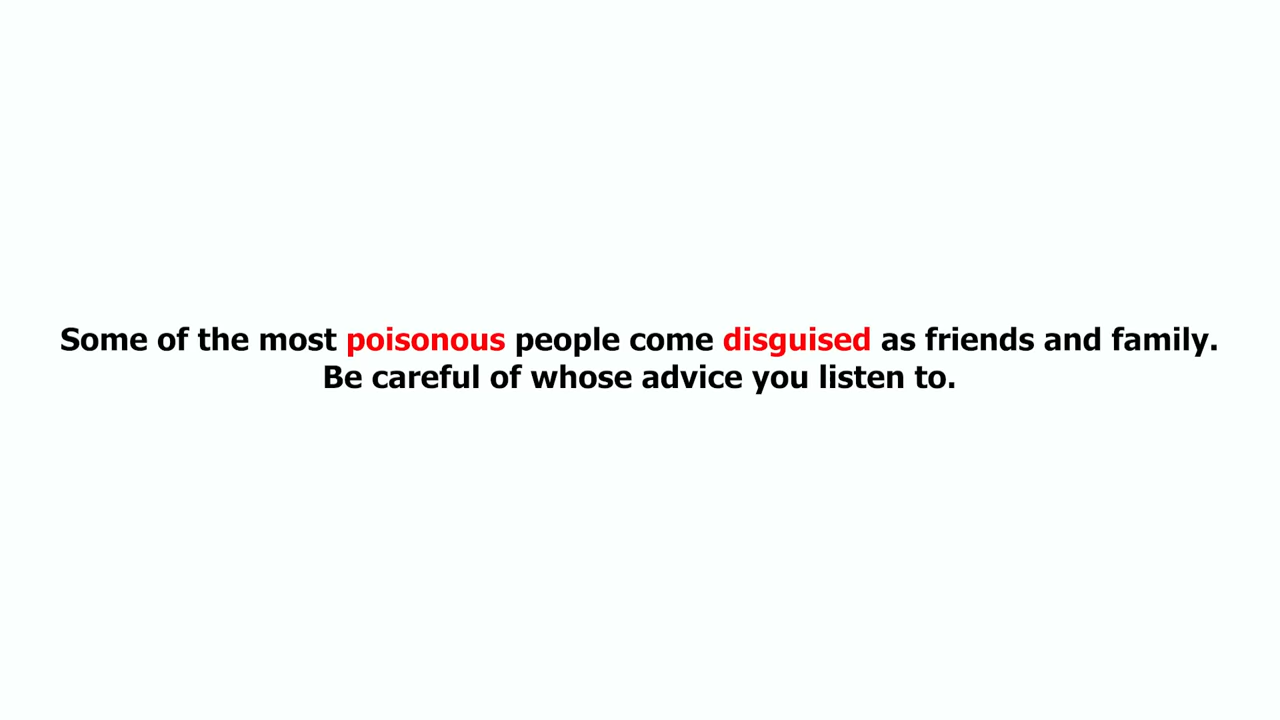 Some of the most poisonous people come disguised as friends and family.
Be careful of whose advice you listen to.